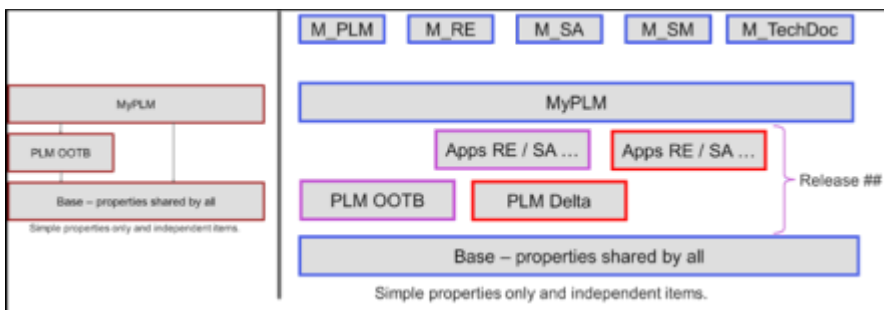 MyPLM
PLM OOTB
Base – properties shared by all
Simple properties only and independent items.
M_PLM M_RE M_SA M_SM M_TechDoc
MyPLM
Apps RE / SA ... Apps RE / SA ...
Release ##
PLM OOTB PLM Delta
Base – properties shared by all
Simple properties only and independent items.